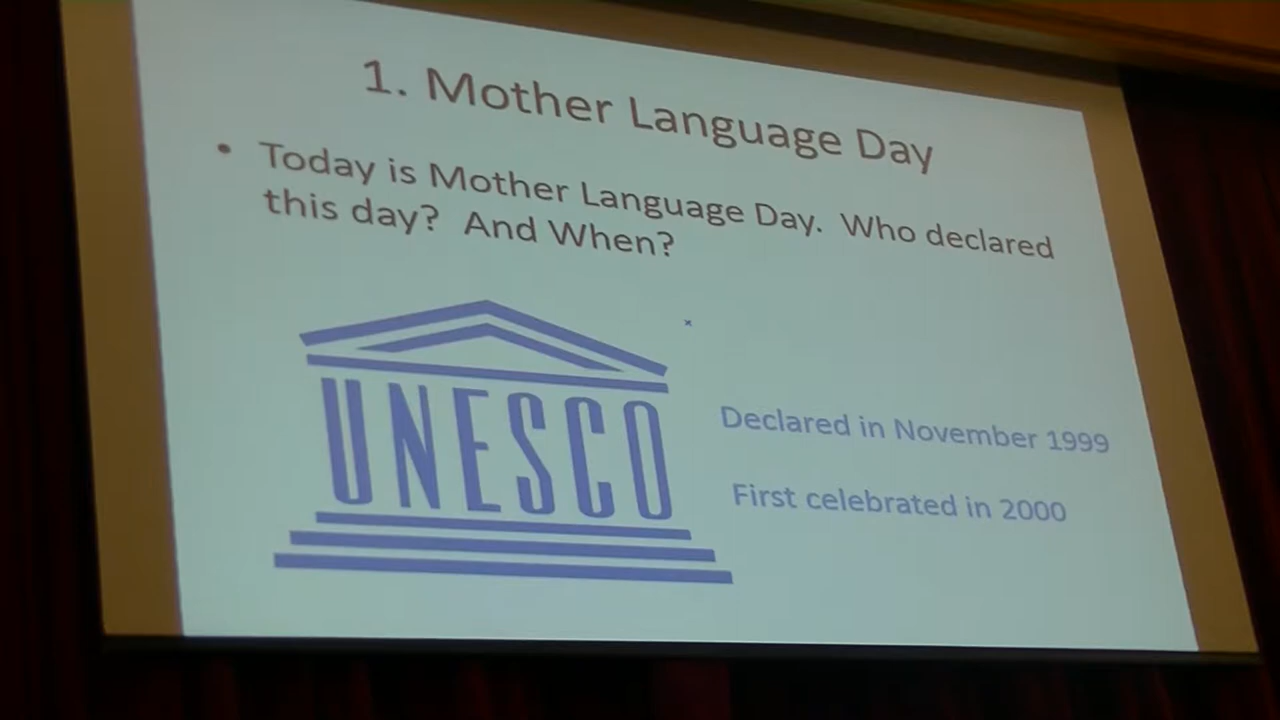 1. Mother Language Day
• Today is Mother Language Day.  Who declared
this day?  And When?
UNESCO
Declared in November 1999
First celebrated in 2000